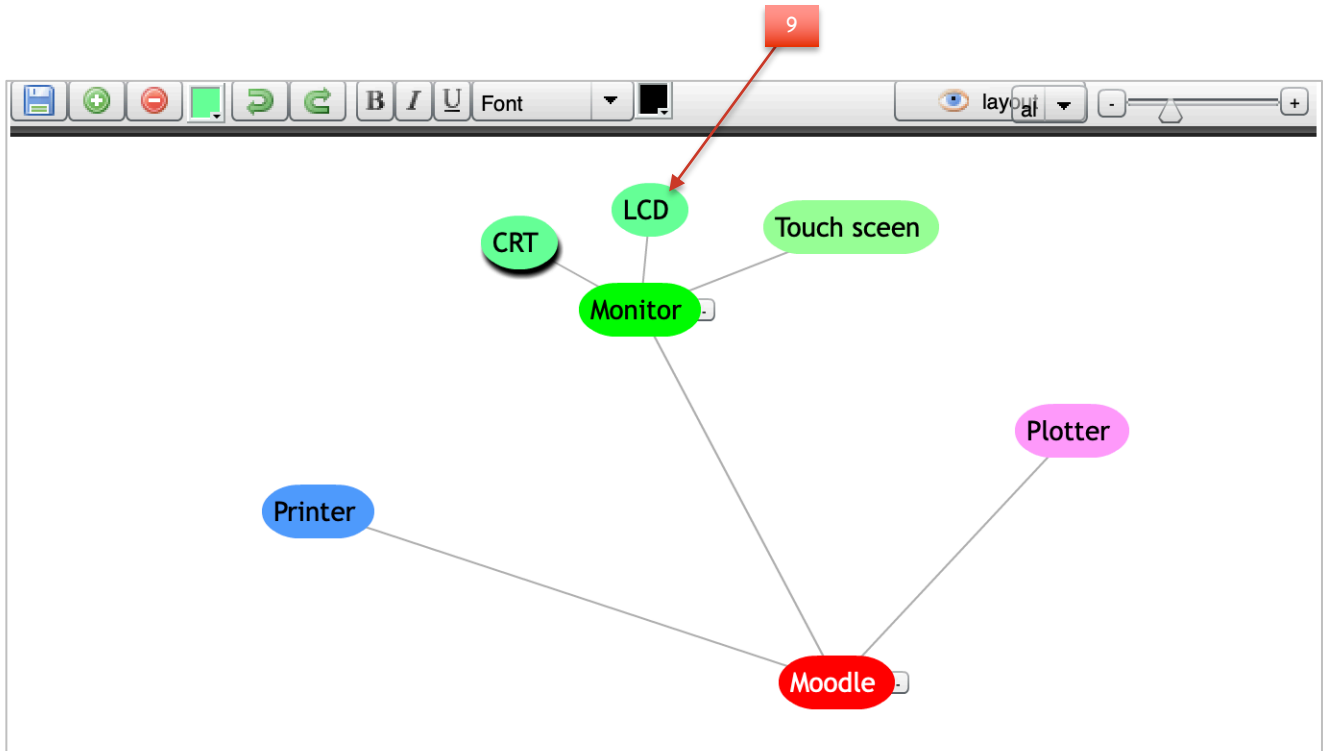 9
B I U Font layout al - +
LCD
Touch sceen
CRT
Monitor -
Plotter
Printer
Moodle -